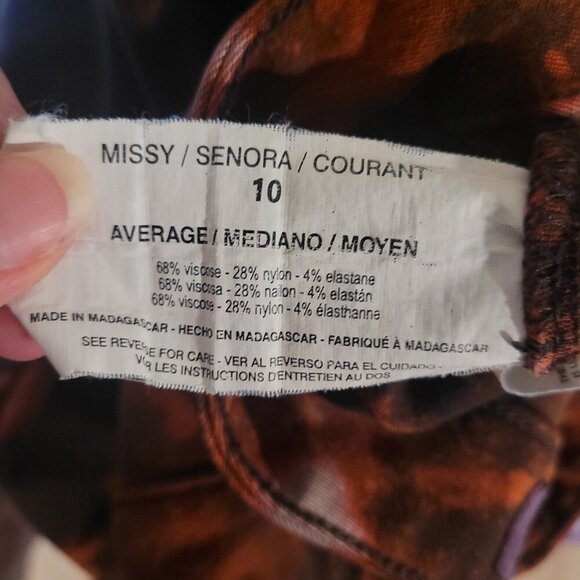 MISSY / SENORA / COURANT
10
AVERAGE / MEDIANO / MOYEN
68% viscose - 28% nylon - 4% elastane
68% viscosa - 28% nailon - 4% elastán
68% viscose - 28% nylon - 4% élasthanne
MADE IN MADAGASCAR - HECHO EN MADAGASCAR - FABRIQUÉ À MADAGASCAR
SEE REVERSE FOR CARE - VER AL REVERSO PARA EL CUIDADO -
VOIR LES INSTRUCTIONS D'ENTRETIEN AU DOS